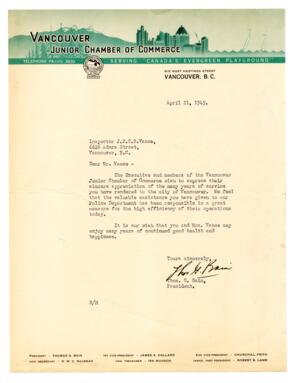 VANCOUVER
JUNIOR CHAMBER OF COMMERCE
SERVING "CANADA'S EVERGREEN PLAYGROUND"
VANCOUVER, B.C.
April 21, 1945.
Inspector J.F.C.B.Vance,
Adera Street,
Vancouver, B.C.
Dear Mr. Vance -
The Executive and members of the Vancouver
Junior Chamber of Commerce wish to express their
sincere appreciation of the many years of service
you have rendered to the city of Vancouver. We feel
that the valuable assistance you have given to our
Police Department has been responsible in a great
measure for the high efficiency of their operations
today.
It is our wish that you and Mrs. Vance may
enjoy many years of continued good health and
happiness.
Yours sincerely,
Thos. G. Bain,
President.